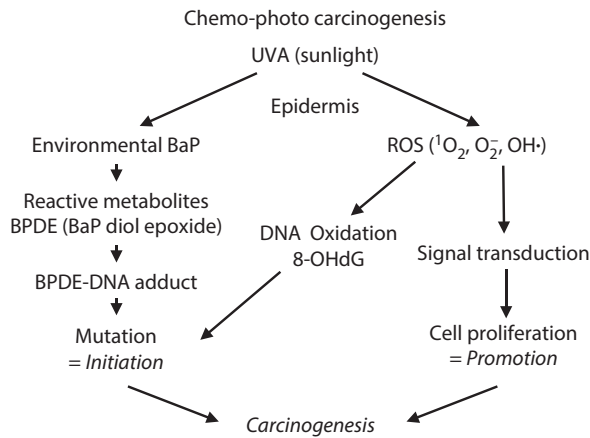 Chemo-photo carcinogenesis
UVA (sunlight)
Epidermis
Environmental BaP
ROS (¹O₂, O₂⁻, OH·)
Reactive metabolites
BPDE (BaP diol epoxide)
DNA Oxidation
8-OHdG
Signal transduction
BPDE-DNA adduct
Mutation
= Initiation
Cell proliferation
= Promotion
Carcinogenesis